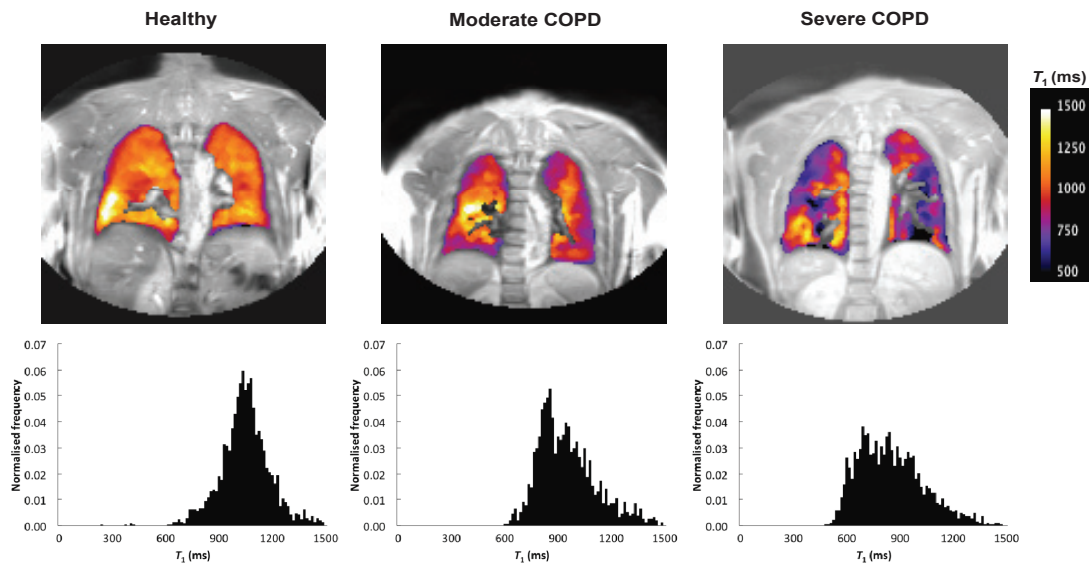 Healthy
Moderate COPD
Severe COPD
T1 (ms)
1500
1250
1000
750
500
0.07
0.06
0.05
0.04
0.03
0.02
0.01
0.00
Normalised frequency
0 300 600 900 1200 1500
T1 (ms)
0.07
0.06
0.05
0.04
0.03
0.02
0.01
0.00
Normalised frequency
0 300 600 900 1200 1500
T1 (ms)
0.07
0.06
0.05
0.04
0.03
0.02
0.01
0.00
Normalised frequency
0 300 600 900 1200 1500
T1 (ms)